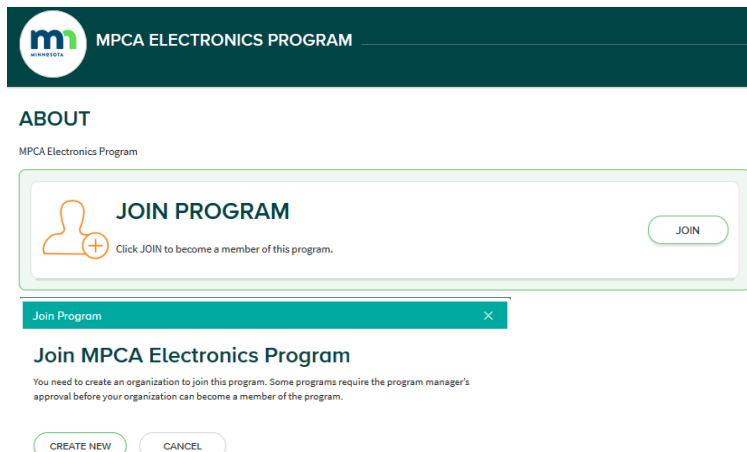 MINNESOTA
MPCA ELECTRONICS PROGRAM
ABOUT
MPCA Electronics Program
JOIN PROGRAM
Click JOIN to become a member of this program.
JOIN
Join Program
Join MPCA Electronics Program
You need to create an organization to join this program. Some programs require the program manager's
approval before your organization can become a member of the program.
CREATE NEW
CANCEL